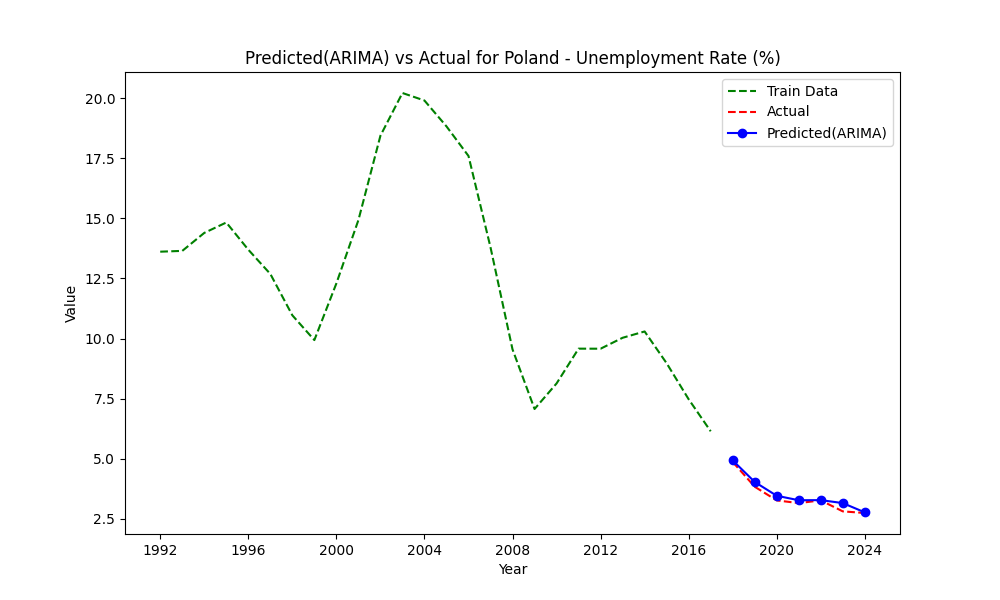 Predicted(ARIMA) vs Actual for Poland - Unemployment Rate (%)
Train Data
Actual
Predicted(ARIMA)
Value
20.0
17.5
15.0
12.5
10.0
7.5
5.0
2.5
1992 1996 2000 2004 2008 2012 2016 2020 2024
Year